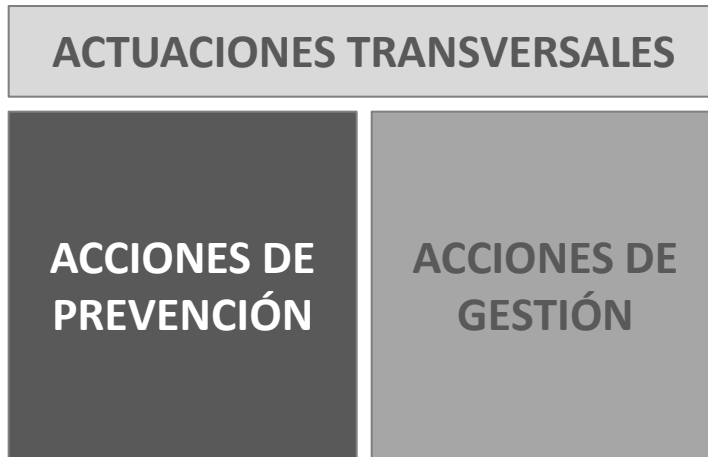 ACTUACIONES TRANSVERSALES
ACCIONES DE
PREVENCIÓN
ACCIONES DE
GESTIÓN